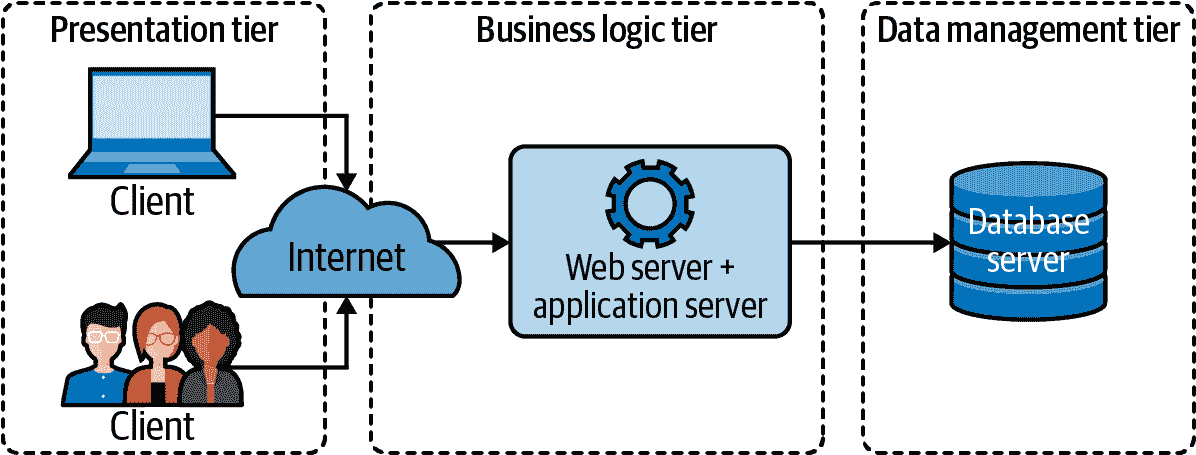 Presentation tier
Business logic tier
Data management tier
Client
Internet
Client
Web server +
application server
Database
server